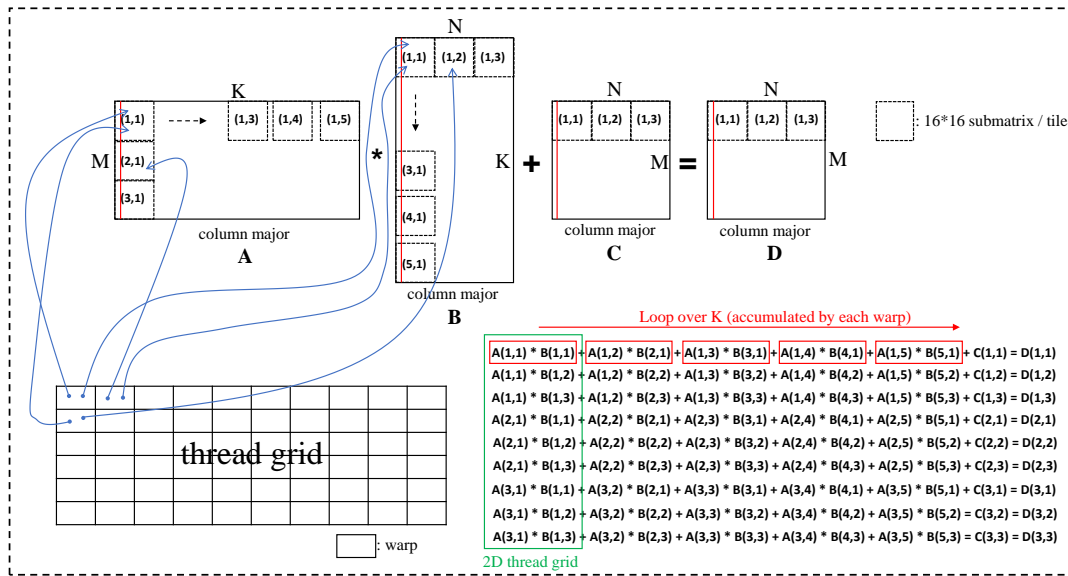 N
(1,1) (1,2) (1,3)
K
(1,1) (1,3) (1,4) (1,5)
M (2,1)
(3,1)
column major
A
*
(3,1)
(4,1)
(5,1)
K
column major
B
+
N
(1,1) (1,2) (1,3)
M
column major
C
=
N
(1,1) (1,2) (1,3)
M
column major
D
: 16*16 submatrix / tile
thread grid
: warp
Loop over K (accumulated by each warp)
A(1,1) * B(1,1) + A(1,2) * B(2,1) + A(1,3) * B(3,1) + A(1,4) * B(4,1) + A(1,5) * B(5,1) + C(1,1) = D(1,1)
A(1,1) * B(1,2) + A(1,2) * B(2,2) + A(1,3) * B(3,2) + A(1,4) * B(4,2) + A(1,5) * B(5,2) + C(1,2) = D(1,2)
A(1,1) * B(1,3) + A(1,2) * B(2,3) + A(1,3) * B(3,3) + A(1,4) * B(4,3) + A(1,5) * B(5,3) + C(1,3) = D(1,3)
A(2,1) * B(1,1) + A(2,2) * B(2,1) + A(2,3) * B(3,1) + A(2,4) * B(4,1) + A(2,5) * B(5,1) + C(2,1) = D(2,1)
A(2,1) * B(1,2) + A(2,2) * B(2,2) + A(2,3) * B(3,2) + A(2,4) * B(4,2) + A(2,5) * B(5,2) + C(2,2) = D(2,2)
A(2,1) * B(1,3) + A(2,2) * B(2,3) + A(2,3) * B(3,3) + A(2,4) * B(4,3) + A(2,5) * B(5,3) + C(2,3) = D(2,3)
A(3,1) * B(1,1) + A(3,2) * B(2,1) + A(3,3) * B(3,1) + A(3,4) * B(4,1) + A(3,5) * B(5,1) + C(3,1) = D(3,1)
A(3,1) * B(1,2) + A(3,2) * B(2,2) + A(3,3) * B(3,2) + A(3,4) * B(4,2) + A(3,5) * B(5,2) = C(3,2) = D(3,2)
A(3,1) * B(1,3) + A(3,2) * B(2,3) + A(3,3) * B(3,3) + A(3,4) * B(4,3) + A(3,5) * B(5,3) = C(3,3) = D(3,3)
2D thread grid